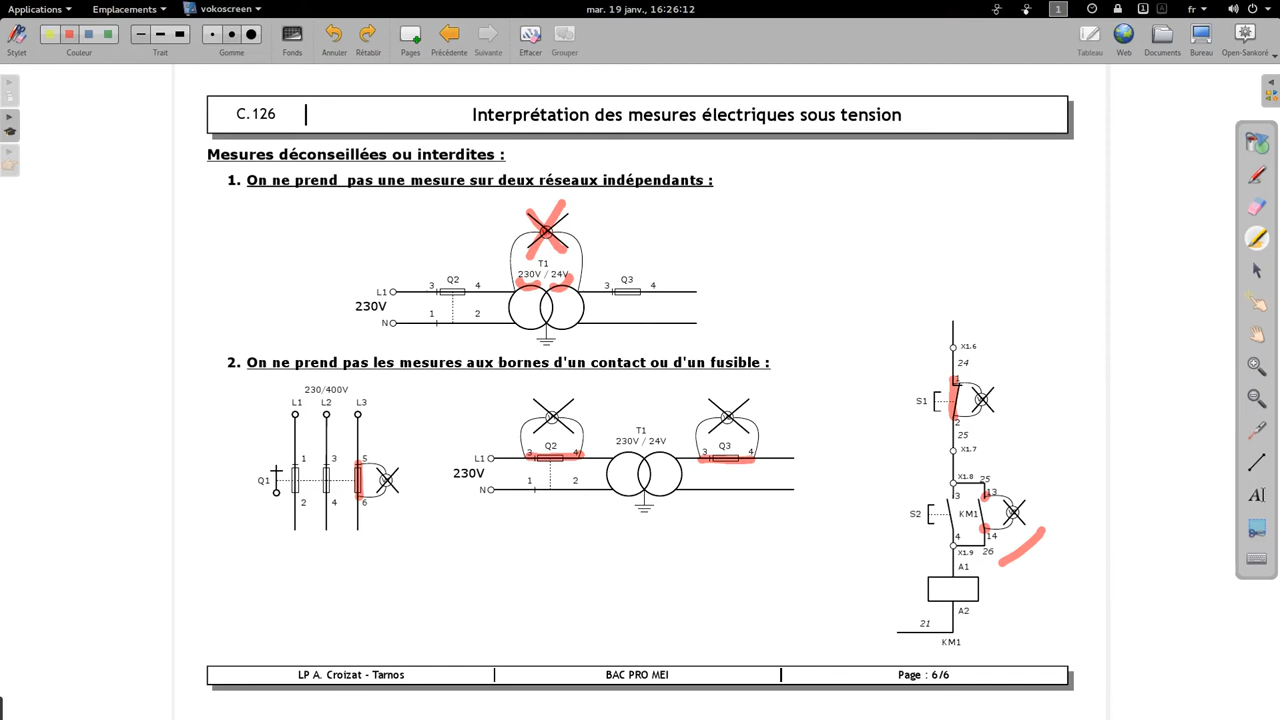 Applications Emplacements vokoscreen mar. 19 janv., 16:26:12 1 1 A fr
Stylet Couleur Trait Gomme Fonds Annuler Rétablir Pages Précédente Suivante Effacer Grouper Tableau Web Documents Bureau Open-Sankoré
C.126 Interprétation des mesures électriques sous tension
Mesures déconseillées ou interdites :
1. On ne prend pas une mesure sur deux réseaux indépendants :
T1
230V / 24V
Q2 Q3
3 4 3 4
L1
230V
1 2
N
2. On ne prend pas les mesures aux bornes d'un contact ou d'un fusible :
230/400V
L1 L2 L3
1 3 5
Q1
2 4 6
T1
230V / 24V
Q2 Q3
3 4 3 4
L1
230V
1 2
N
X1.6
24
1
S1
2
25
X1.7
X1.8 25
3 13
S2 KM1
4 14
X1.9 26
A1
A2
21
KM1
LP A. Croizat - Tarnos BAC PRO MEI Page : 6/6